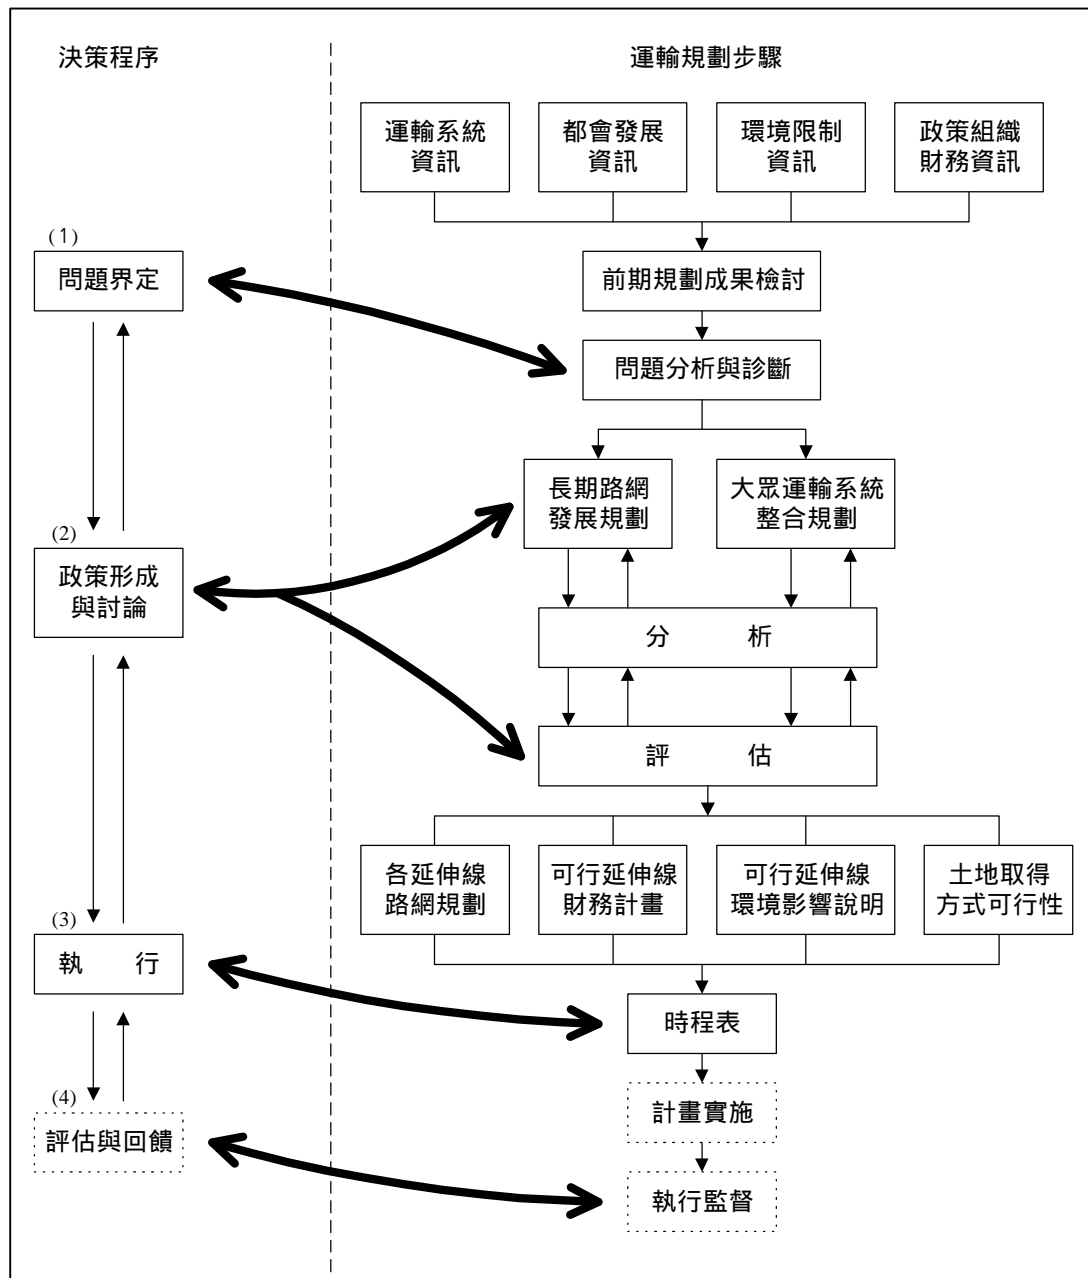 決策程序
運輸規劃步驟
運輸系統
資訊
都會發展
資訊
環境限制
資訊
政策組織
財務資訊
(1)
問題界定
前期規劃成果檢討
問題分析與診斷
長期路網
發展規劃
大眾運輸系統
整合規劃
(2)
政策形成
與討論
分 析
評 估
各延伸線
路網規劃
可行延伸線
財務計畫
可行延伸線
環境影響說明
土地取得
方式可行性
(3)
執 行
時程表
(4)
評估與回饋
計畫實施
執行監督